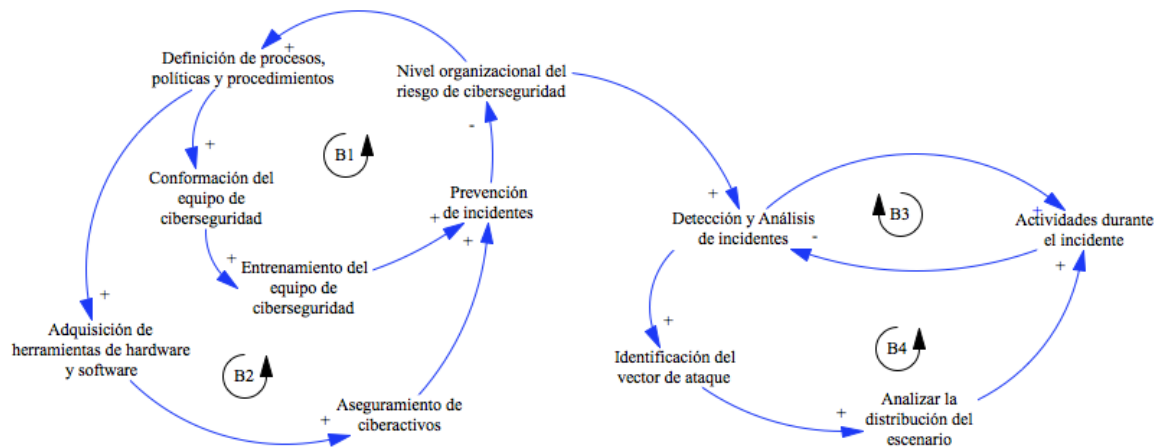 +
Definición de procesos,
políticas y procedimientos
Nivel organizacional del
riesgo de ciberseguridad
-
+
B1
Conformación del
equipo de
ciberseguridad
Prevención
de incidentes
+
+
+
Entrenamiento del
equipo de
ciberseguridad
+
Adquisición de
herramientas de hardware
y software
B2
+
Aseguramiento de
ciberactivos
+
Detección y Análisis
de incidentes
-
B3
+
Actividades durante
el incidente
+
+
Identificación del
vector de ataque
B4
+
Analizar la
distribución del
escenario